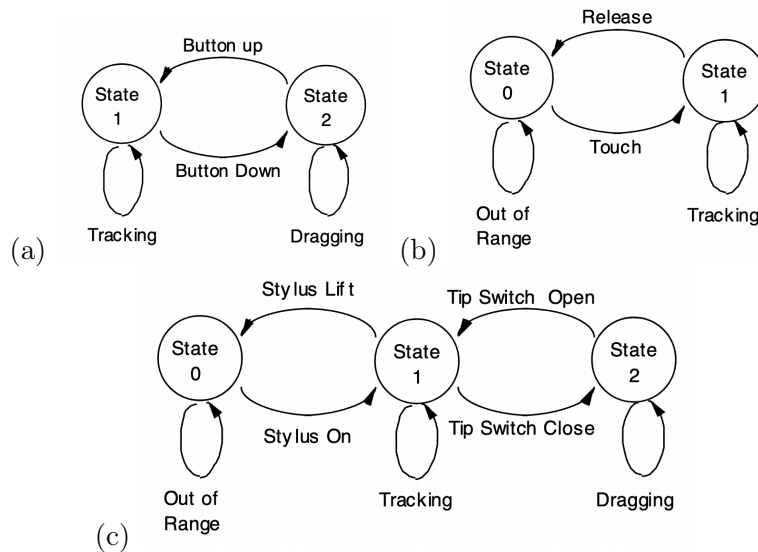 Button up
State
1
State
2
Button Down
Tracking
Dragging
(a)
Release
State
0
State
1
Touch
Out of
Range
Tracking
(b)
Stylus Lift
Tip Switch Open
State
0
State
1
State
2
Stylus On
Tip Switch Close
Out of
Range
Tracking
Dragging
(c)